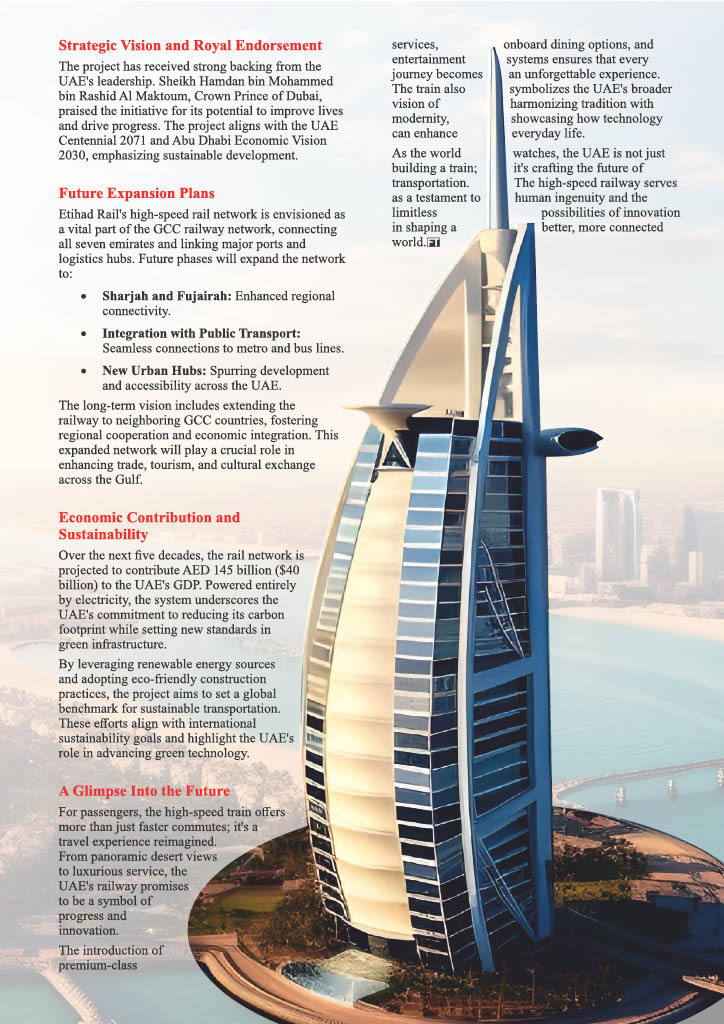 Strategic Vision and Royal Endorsement
The project has received strong backing from the
UAE's leadership. Sheikh Hamdan bin Mohammed
bin Rashid Al Maktoum, Crown Prince of Dubai,
praised the initiative for its potential to improve lives
and drive progress. The project aligns with the UAE
Centennial 2071 and Abu Dhabi Economic Vision
2030, emphasizing sustainable development.
Future Expansion Plans
Etihad Rail's high-speed rail network is envisioned as
a vital part of the GCC railway network, connecting
all seven emirates and linking major ports and
logistics hubs. Future phases will expand the network
to:
• Sharjah and Fujairah: Enhanced regional
connectivity.
• Integration with Public Transport:
Seamless connections to metro and bus lines.
• New Urban Hubs: Spurring development
and accessibility across the UAE.
The long-term vision includes extending the
railway to neighboring GCC countries, fostering
regional cooperation and economic integration. This
expanded network will play a crucial role in
enhancing trade, tourism, and cultural exchange
across the Gulf.
Economic Contribution and
Sustainability
Over the next five decades, the rail network is
projected to contribute AED 145 billion ($40
billion) to the UAE's GDP. Powered entirely
by electricity, the system underscores the
UAE's commitment to reducing its carbon
footprint while setting new standards in
green infrastructure.
By leveraging renewable energy sources
and adopting eco-friendly construction
practices, the project aims to set a global
benchmark for sustainable transportation.
These efforts align with international
sustainability goals and highlight the UAE's
role in advancing green technology.
A Glimpse Into the Future
For passengers, the high-speed train offers
more than just faster commutes; it's a
travel experience reimagined.
From panoramic desert views
to luxurious service, the
UAE's railway promises
to be a symbol of
progress and
innovation.
The introduction of
premium-class
services, onboard dining options, and
entertainment systems ensures that every
journey becomes an unforgettable experience.
The train also symbolizes the UAE's broader
vision of harmonizing tradition with
modernity, showcasing how technology
can enhance everyday life.
As the world watches, the UAE is not just
building a train; it's crafting the future of
transportation. The high-speed railway serves
as a testament to human ingenuity and the
limitless possibilities of innovation
in shaping a better, more connected
world. FT